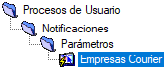 Procesos de Usuario
Notificaciones
Parámetros
Empresas Courier